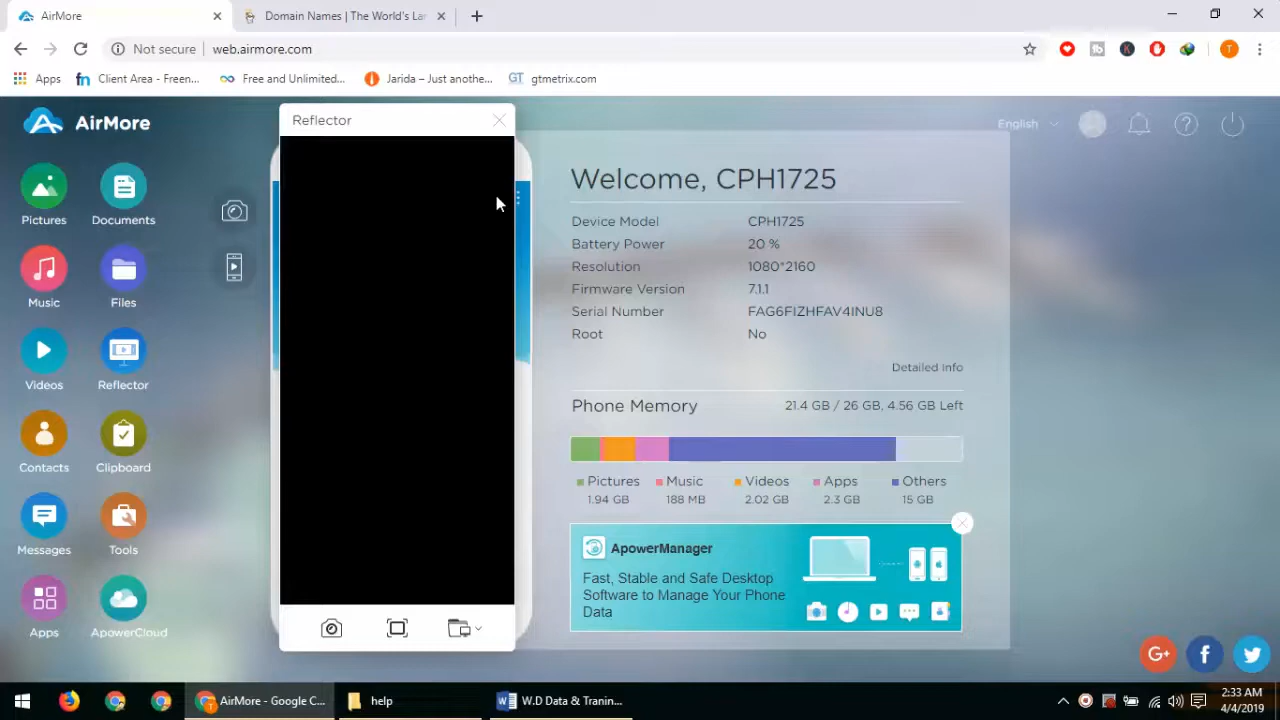 AirMore
Domain Names | The World's Lar
Not secure
web.airmore.com
Apps
Client Area - Freen...
Free and Unlimited...
Jarida – Just anothe...
gtmetrix.com
AirMore
Reflector
English
Welcome, CPH1725
Device Model CPH1725
Battery Power 20 %
Resolution 1080*2160
Firmware Version 7.1.1
Serial Number FAG6FIZHFAV4INU8
Root No
Detailed Info
Phone Memory 21.4 GB / 26 GB, 4.56 GB Left
Pictures Music Videos Apps Others
1.94 GB 188 MB 2.02 GB 2.3 GB 15 GB
ApowerManager
Fast, Stable and Safe Desktop
Software to Manage Your Phone
Data
Pictures Documents
Music Files
Videos Reflector
Contacts Clipboard
Messages Tools
Apps ApowerCloud
AirMore - Google C...
help
W.D Data & Tranin...
2:33 AM
4/4/2019